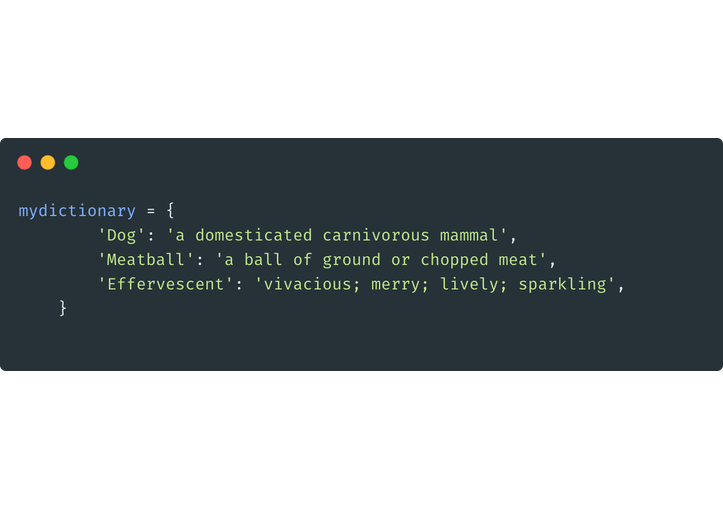 mydictionary = {
'Dog': 'a domesticated carnivorous mammal',
'Meatball': 'a ball of ground or chopped meat',
'Effervescent': 'vivacious; merry; lively; sparkling',
}